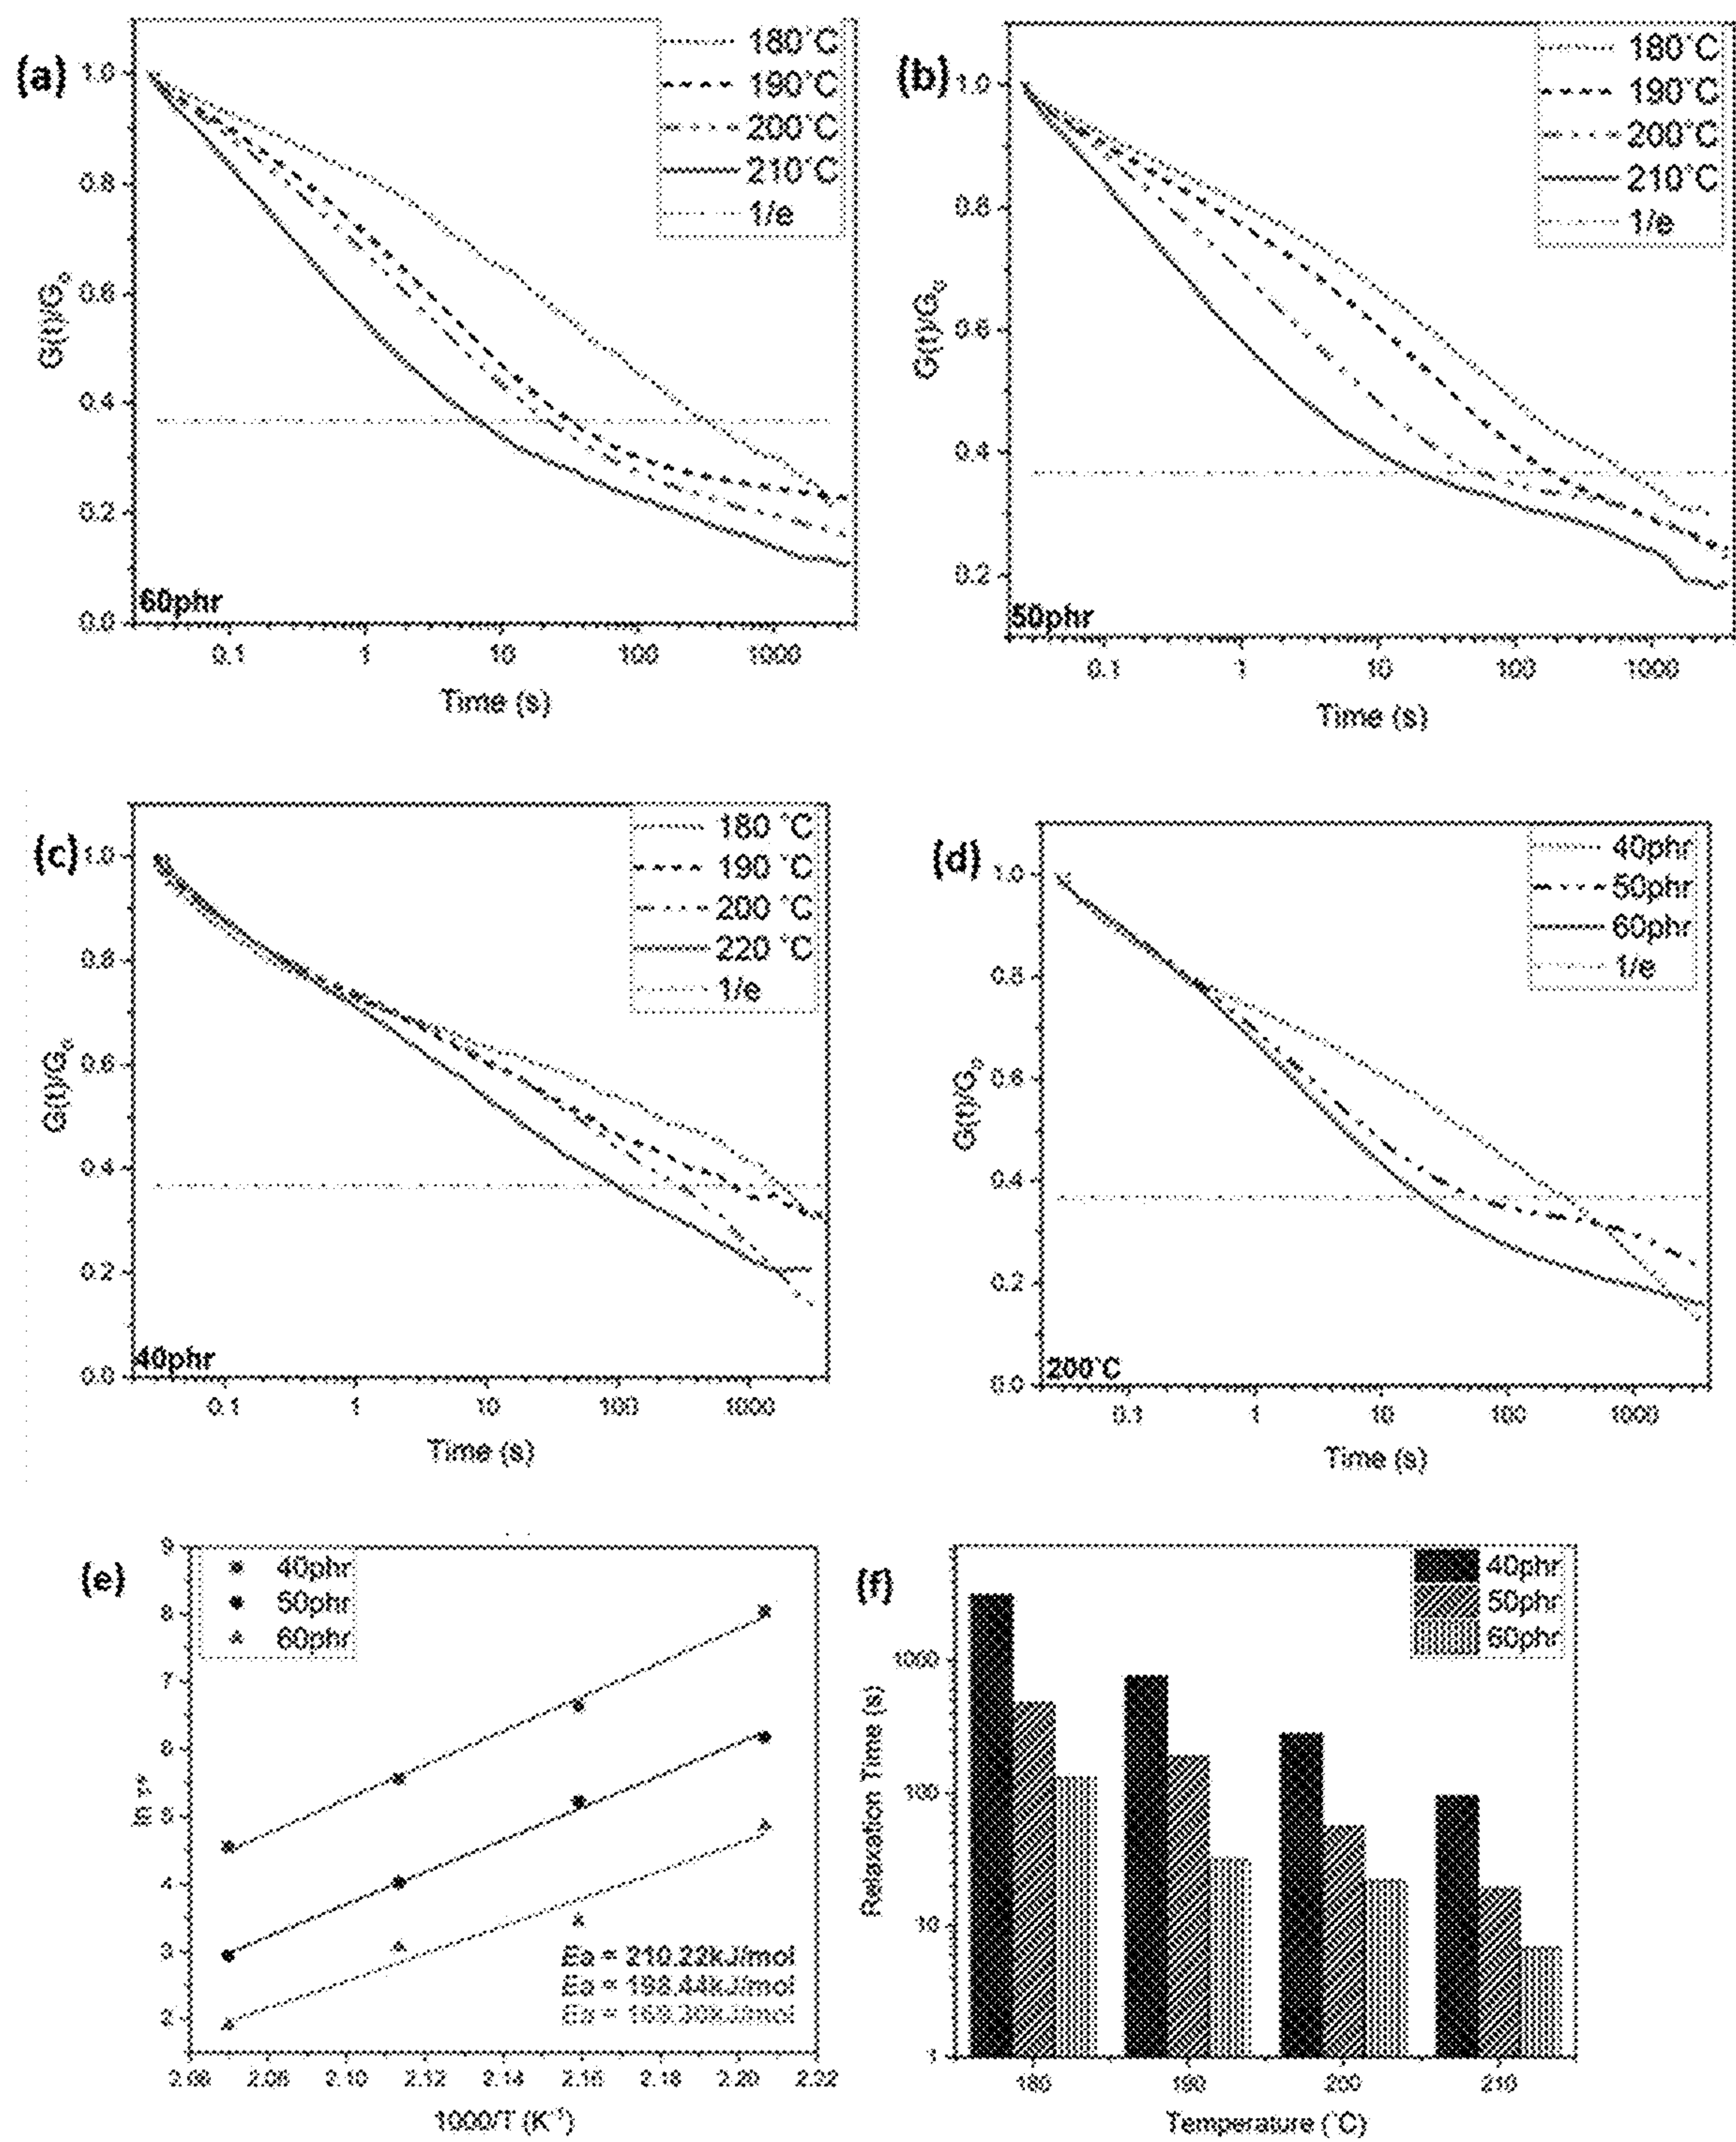 (a)
180°C
190°C
200°C
210°C
1/e
1.0
0.8
0.6
0.4
0.2
0.0
G(t)/G₀
60phr
0.1 1 10 100 1000
Time (s)
(b)
180°C
190°C
200°C
210°C
1/e
1.0
0.8
0.6
0.4
0.2
G(t)/G₀
50phr
0.1 1 10 100 1000
Time (s)
(c)
180 °C
190 °C
200 °C
220 °C
1/e
1.0
0.8
0.6
0.4
0.2
0.0
G(t)/G₀
40phr
0.1 1 10 100 1000
Time (s)
(d)
40phr
50phr
60phr
1/e
1.0
0.8
0.6
0.4
0.2
0.0
G(t)/G₀
200°C
0.1 1 10 100 1000
Time (s)
(e)
40phr
50phr
60phr
9
8
7
6
5
4
3
2
Ea = 210.22kJ/mol
Ea = 198.44kJ/mol
2.08 2.10 2.12 2.14 2.16 2.18 2.20 2.22
1000/T (K⁻¹)
(f)
40phr
50phr
60phr
1000
100
10
1
Relaxation Time (s)
180 190 200 210
Temperature (°C)